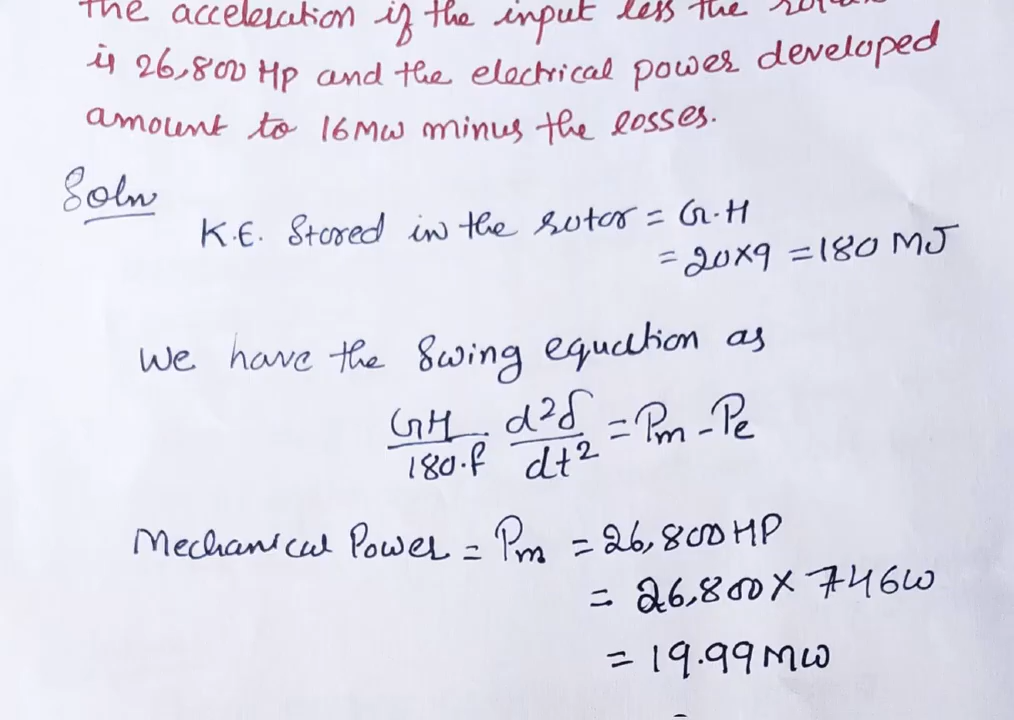 the acceleration if the input less the
is 26,800 Hp and the electrical power developed
amount to 16MW minus the losses.
Soln
K.E. Stored in the rotor = G.H
= 20×9 = 180 MJ
We have the Swing equation as
GH/180.f d²δ/dt² = Pm - Pe
Mechanical Power = Pm = 26,800 HP
= 26,800 × 746W
= 19.99MW